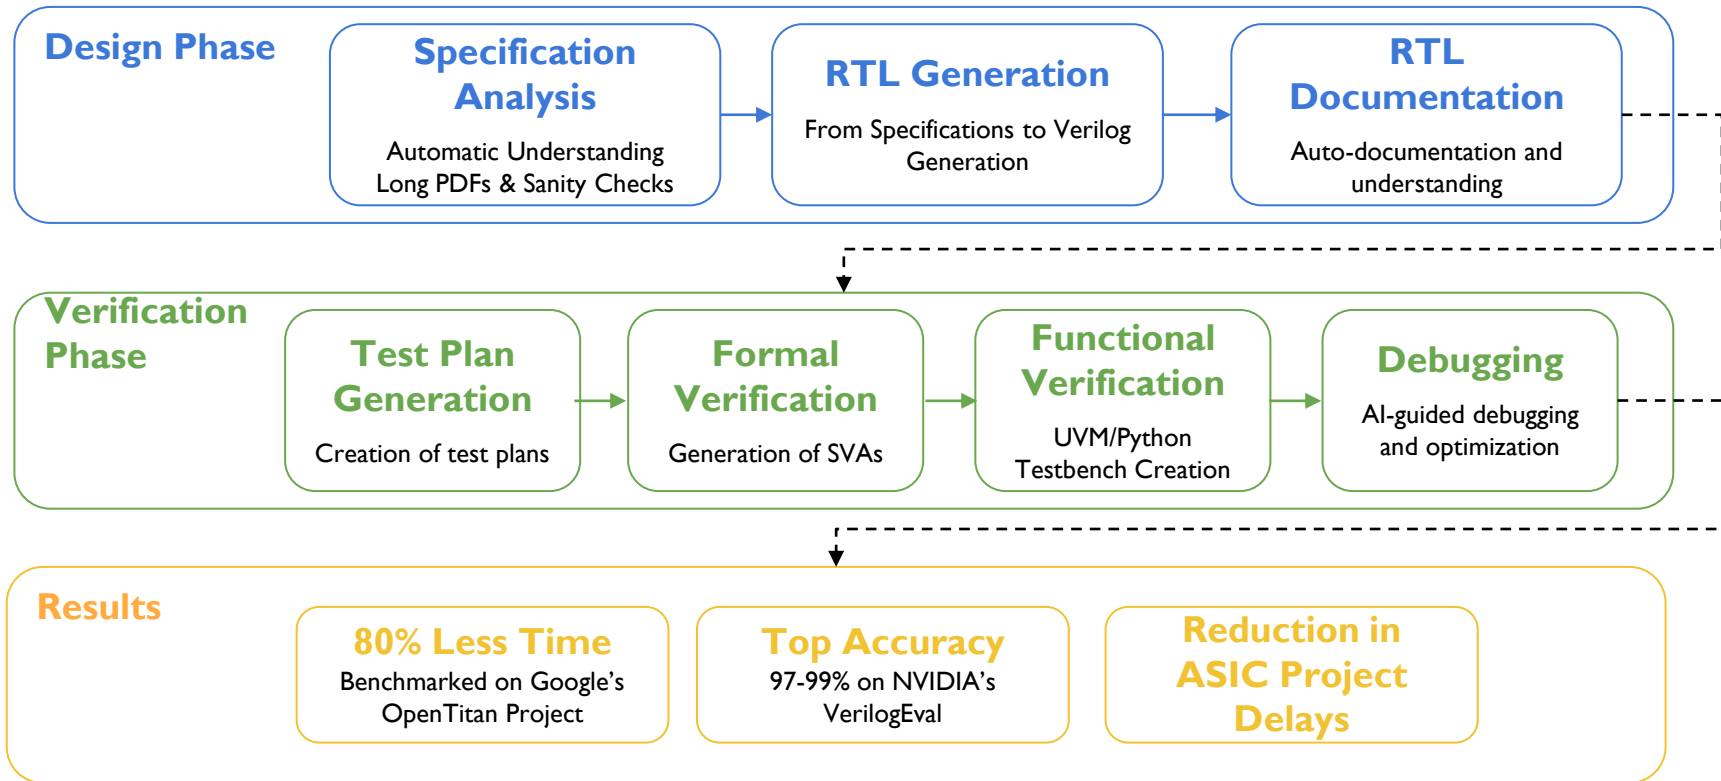 Design Phase
Specification
Analysis
Automatic Understanding
Long PDFs & Sanity Checks
RTL Generation
From Specifications to Verilog
Generation
RTL
Documentation
Auto-documentation and
understanding
Verification
Phase
Test Plan
Generation
Creation of test plans
Formal
Verification
Generation of SVAs
Functional
Verification
UVM/Python
Testbench Creation
Debugging
AI-guided debugging
and optimization
Results
80% Less Time
Benchmarked on Google’s
OpenTitan Project
Top Accuracy
97-99% on NVIDIA’s
VerilogEval
Reduction in
ASIC Project
Delays